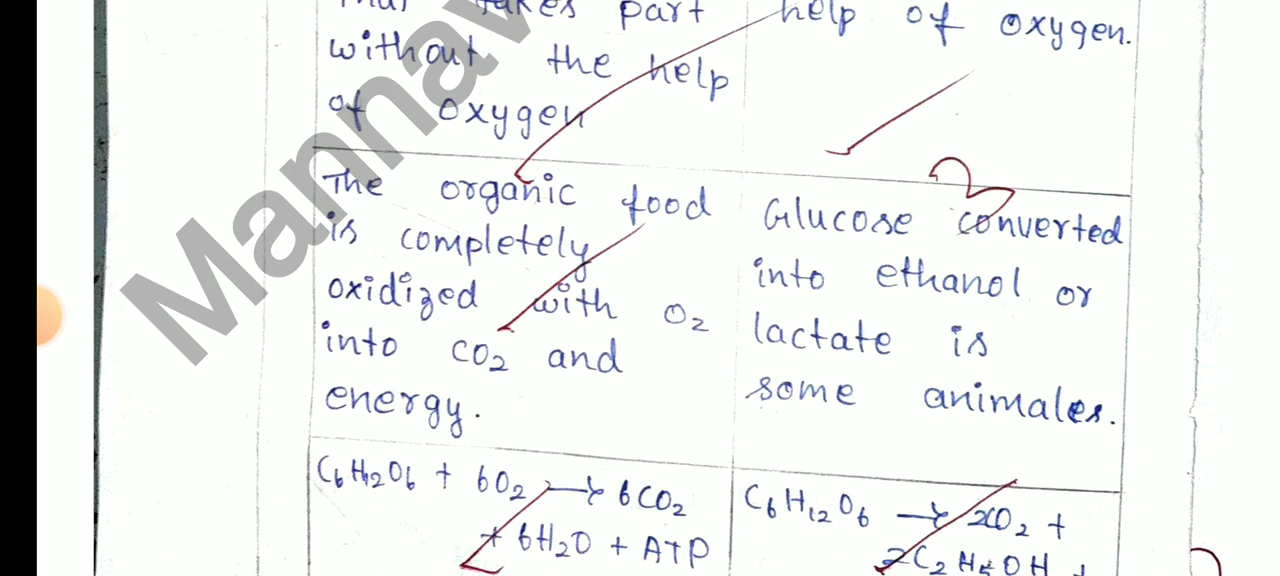 takes part
without the help
of oxygen
help of oxygen.
The organic food
is completely
oxidized with O2
into CO2 and
energy.
Glucose converted
into ethanol or
lactate is
some animales.
C6H12O6 + 6O2 → 6CO2
+ 6H2O + ATP
C6H12O6 → 2CO2 +
2C2H5OH +
Mannav